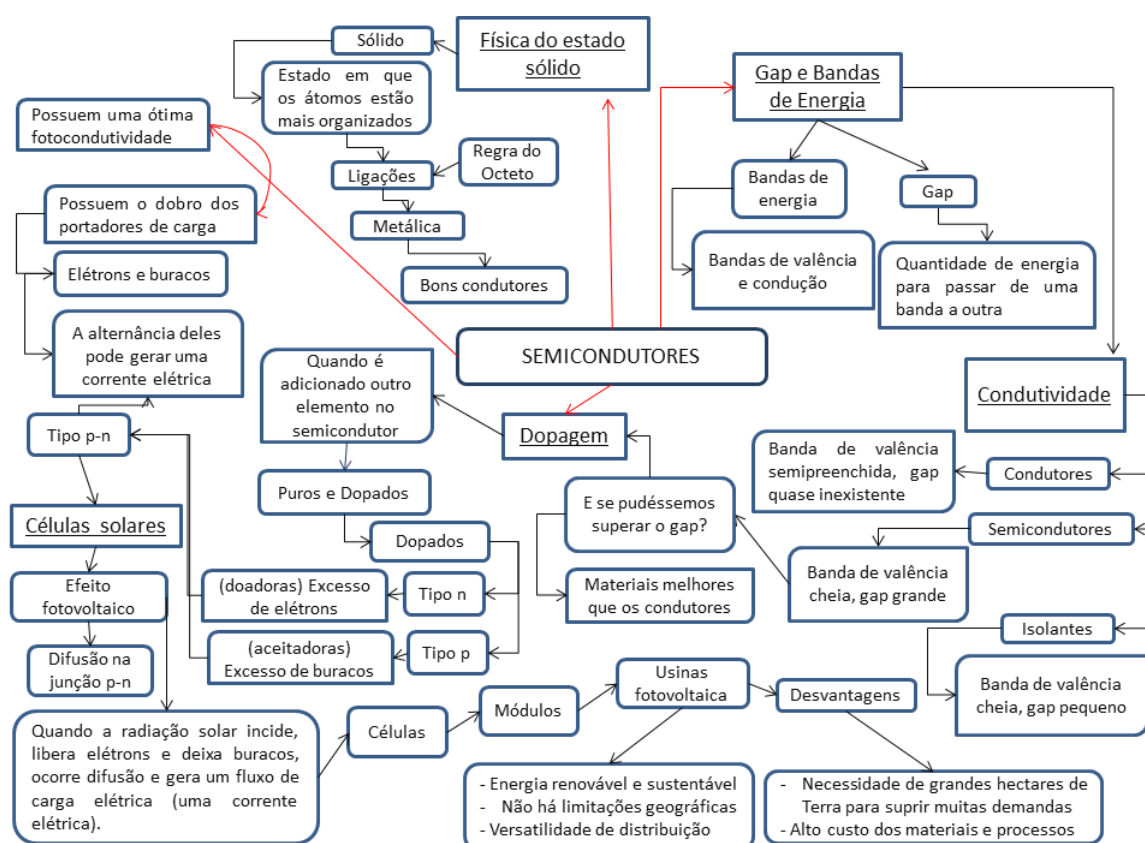 Sólido
Física do estado
sólido
Gap e Bandas
de Energia
Estado em que
os átomos estão
mais organizados
Possuem uma ótima
fotocondutividade
Regra do
Octeto
Ligações
Bandas de
energia
Gap
Possuem o dobro dos
portadores de carga
Metálica
Elétrons e buracos
Bons condutores
Bandas de valência
e condução
Quantidade de energia
para passar de uma
banda a outra
A alternância deles
pode gerar uma
corrente elétrica
SEMICONDUTORES
Quando é
adicionado outro
elemento no
semicondutor
Condutividade
Tipo p-n
Dopagem
Banda de valência
semipreenchida, gap
quase inexistente
Condutores
Puros e Dopados
E se pudéssemos
superar o gap?
Semicondutores
Células solares
Dopados
Banda de valência
cheia, gap grande
Efeito
fotovoltaico
(doadoras) Excesso
de elétrons
Tipo n
Materiais melhores
que os condutores
Isolantes
Difusão na
junção p-n
(aceitadoras)
Excesso de buracos
Tipo p
Usinas
fotovoltaica
Desvantagens
Banda de valência
cheia, gap pequeno
Quando a radiação solar incide,
libera elétrons e deixa buracos,
ocorre difusão e gera um fluxo de
carga elétrica (uma corrente
elétrica).
Células
Módulos
- Energia renovável e sustentável
- Não há limitações geográficas
- Versatilidade de distribuição
- Necessidade de grandes hectares de
Terra para suprir muitas demandas
- Alto custo dos materiais e processos